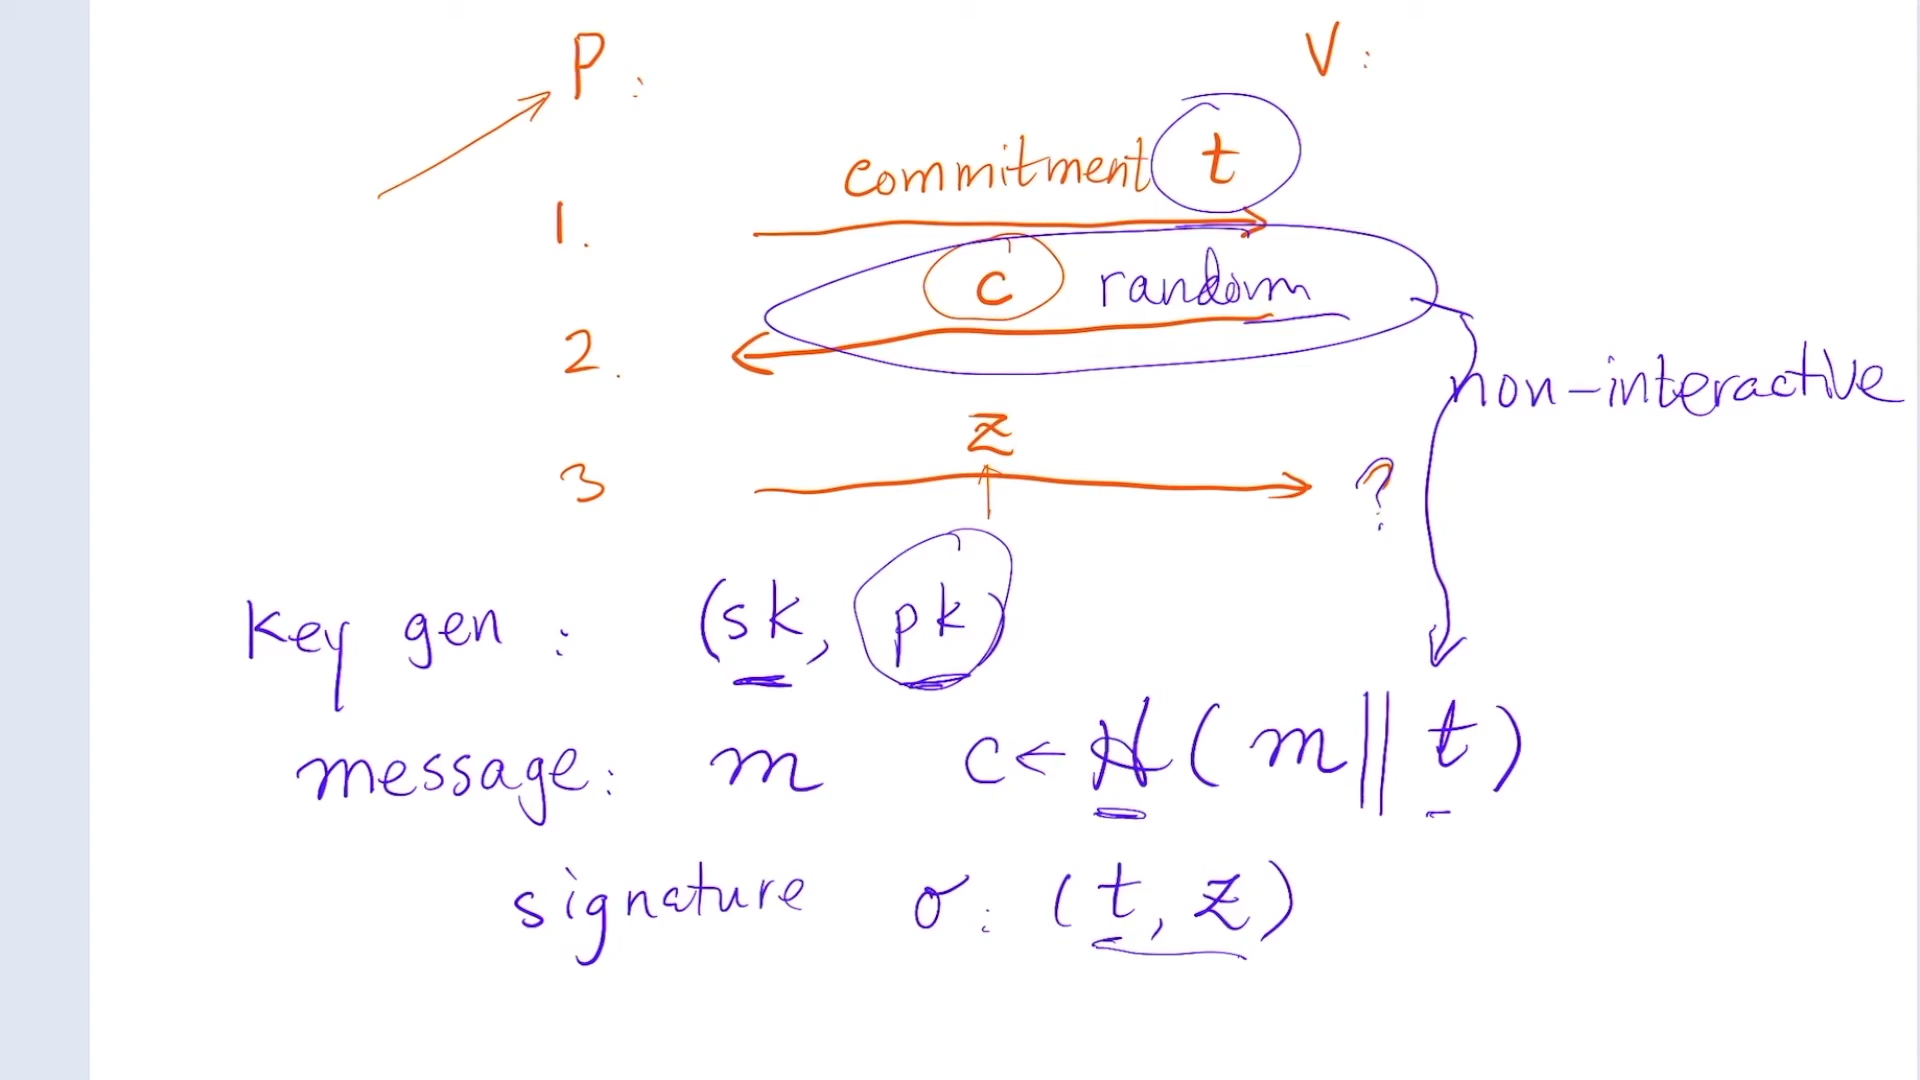 P: V:
commitment t
1.
c random
2.
non-interactive
z
3 ?
Key gen: (sk, pk)
message: m c ← H(m || t)
signature σ: (t, z)